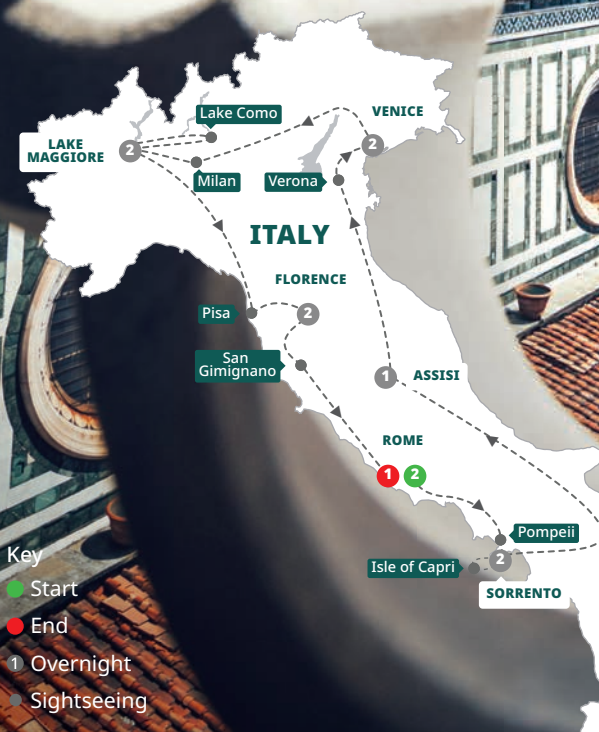 Lake Como
VENICE
LAKE
MAGGIORE
2
2
Milan
Verona
ITALY
FLORENCE
Pisa
2
San
Gimignano
1
ASSISI
ROME
1
2
Pompeii
Isle of Capri
2
SORRENTO
Key
Start
End
1 Overnight
Sightseeing